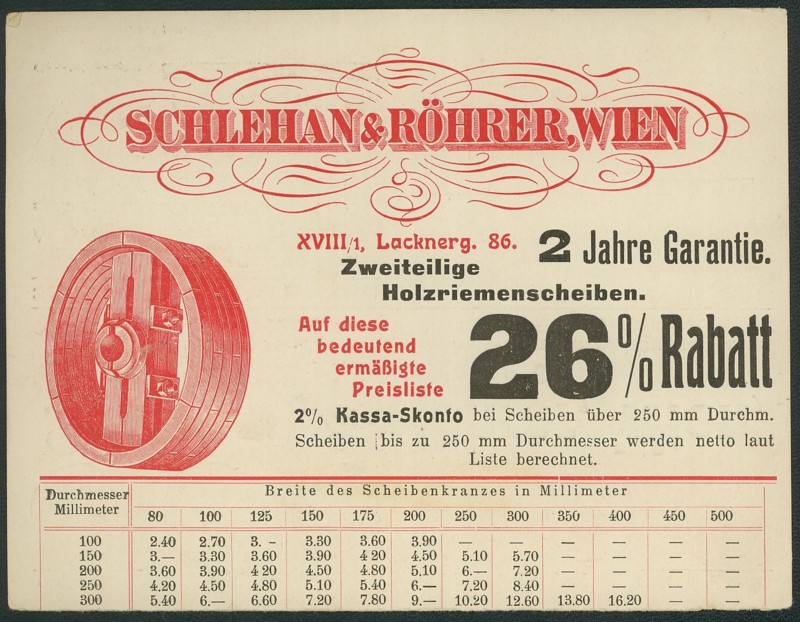 SCHLEHAN & RÖHRER, WIEN
XVIII/1, Lacknerg. 86. 2 Jahre Garantie.
Zweiteilige
Holzriemenscheiben.
Auf diese
bedeutend
ermäßigte
Preisliste
26% Rabatt
2% Kassa-Skonto bei Scheiben über 250 mm Durchm.
Scheiben bis zu 250 mm Durchmesser werden netto laut
Liste berechnet.
Durchmesser
Millimeter
Breite des Scheibenkranzes in Millimeter
80 100 125 150 175 200 250 300 350 400 450 500
100 2.40 2.70 3. - 3.30 3.60 3.90 — — — — — —
150 3.— 3.30 3.60 3.90 4 20 4.50 5.10 5.70 — — — —
200 3.60 3.90 4 20 4.50 4.80 5.10 6.— 7.20 — — — —
250 4.20 4.50 4.80 5.10 5.40 6.— 7.20 8.40 — — — —
300 5.40 6.— 6.60 7.20 7.80 9.— 10.20 12.60 13.80 16.20 — —